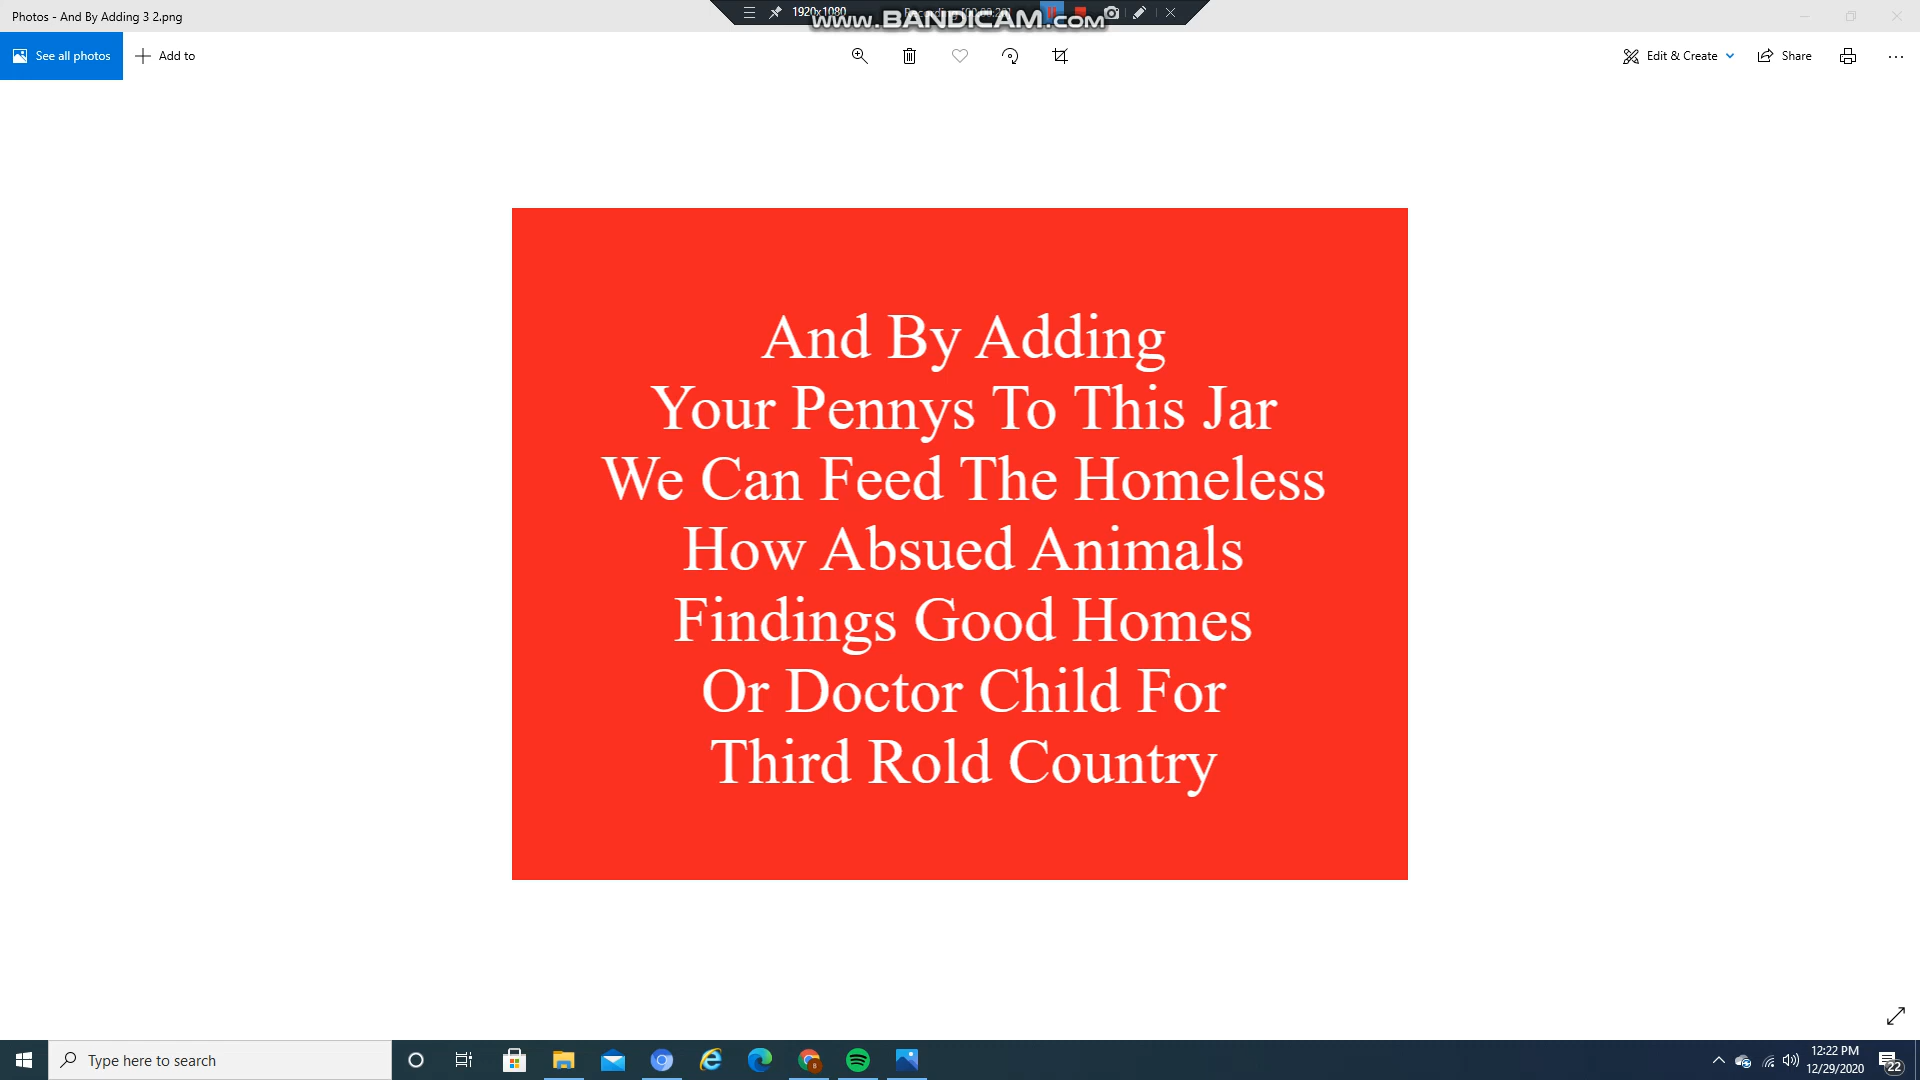 Photos - And By Adding 3 2.png
1920x1080
www.BANDICAM.com
See all photos
Add to
Edit & Create
Share
And By Adding
Your Pennys To This Jar
We Can Feed The Homeless
How Absued Animals
Findings Good Homes
Or Doctor Child For
Third Rold Country
Type here to search
12:22 PM
12/29/2020
22